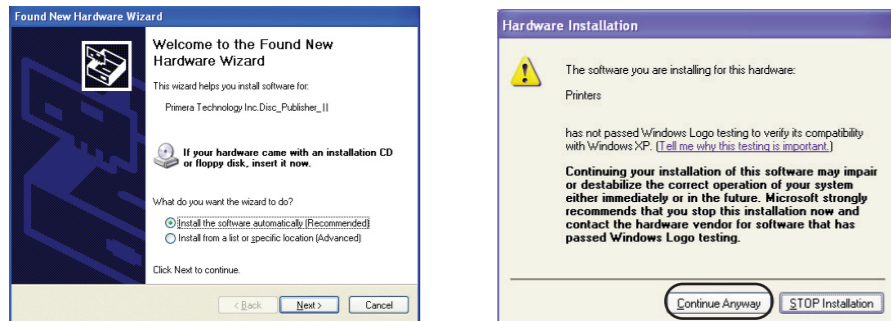 Found New Hardware Wizard
Welcome to the Found New
Hardware Wizard
This wizard helps you install software for:
Primera Technology Inc.Disc_Publisher_II
If your hardware came with an installation CD
or floppy disk, insert it now.
What do you want the wizard to do?
Install the software automatically (Recommended)
Install from a list or specific location (Advanced)
Click Next to continue.
< Back
Next >
Cancel
Hardware Installation
The software you are installing for this hardware:
Printers
has not passed Windows Logo testing to verify its compatibility
with Windows XP. (Tell me why this testing is important.)
Continuing your installation of this software may impair
or destabilize the correct operation of your system
either immediately or in the future. Microsoft strongly
recommends that you stop this installation now and
contact the hardware vendor for software that has
passed Windows Logo testing.
Continue Anyway
STOP Installation